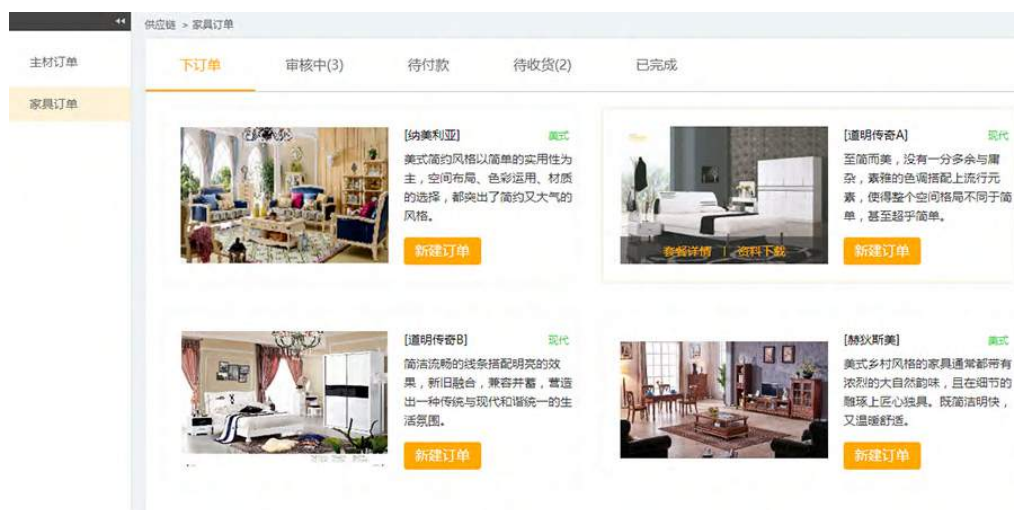 供应链 > 家具订单
主材订单
家具订单
下订单
审核中(3)
待付款
待收货(2)
已完成
[纳美利亚]
美式
美式简约风格以简单的实用性为
主，空间布局、色彩运用、材质
的选择，都突出了简约又大气的
风格。
新建订单
[道明传奇A]
现代
至简而美，没有一分多余与庸
杂，素雅的色调搭配上流行元
素，使得整个空间格局不同于简
单，甚至超乎简单。
套餐详情 | 资料下载
新建订单
[道明传奇B]
现代
简洁流畅的线条搭配明亮的效
果，新旧融合，兼容并蓄，营造
出一种传统与现代和谐统一的生
活氛围。
新建订单
[赫狄斯美]
美式
美式乡村风格的家具通常都带有
浓烈的大自然韵味，且在细节的
雕琢上匠心独具。既简洁明快，
又温暖舒适。
新建订单